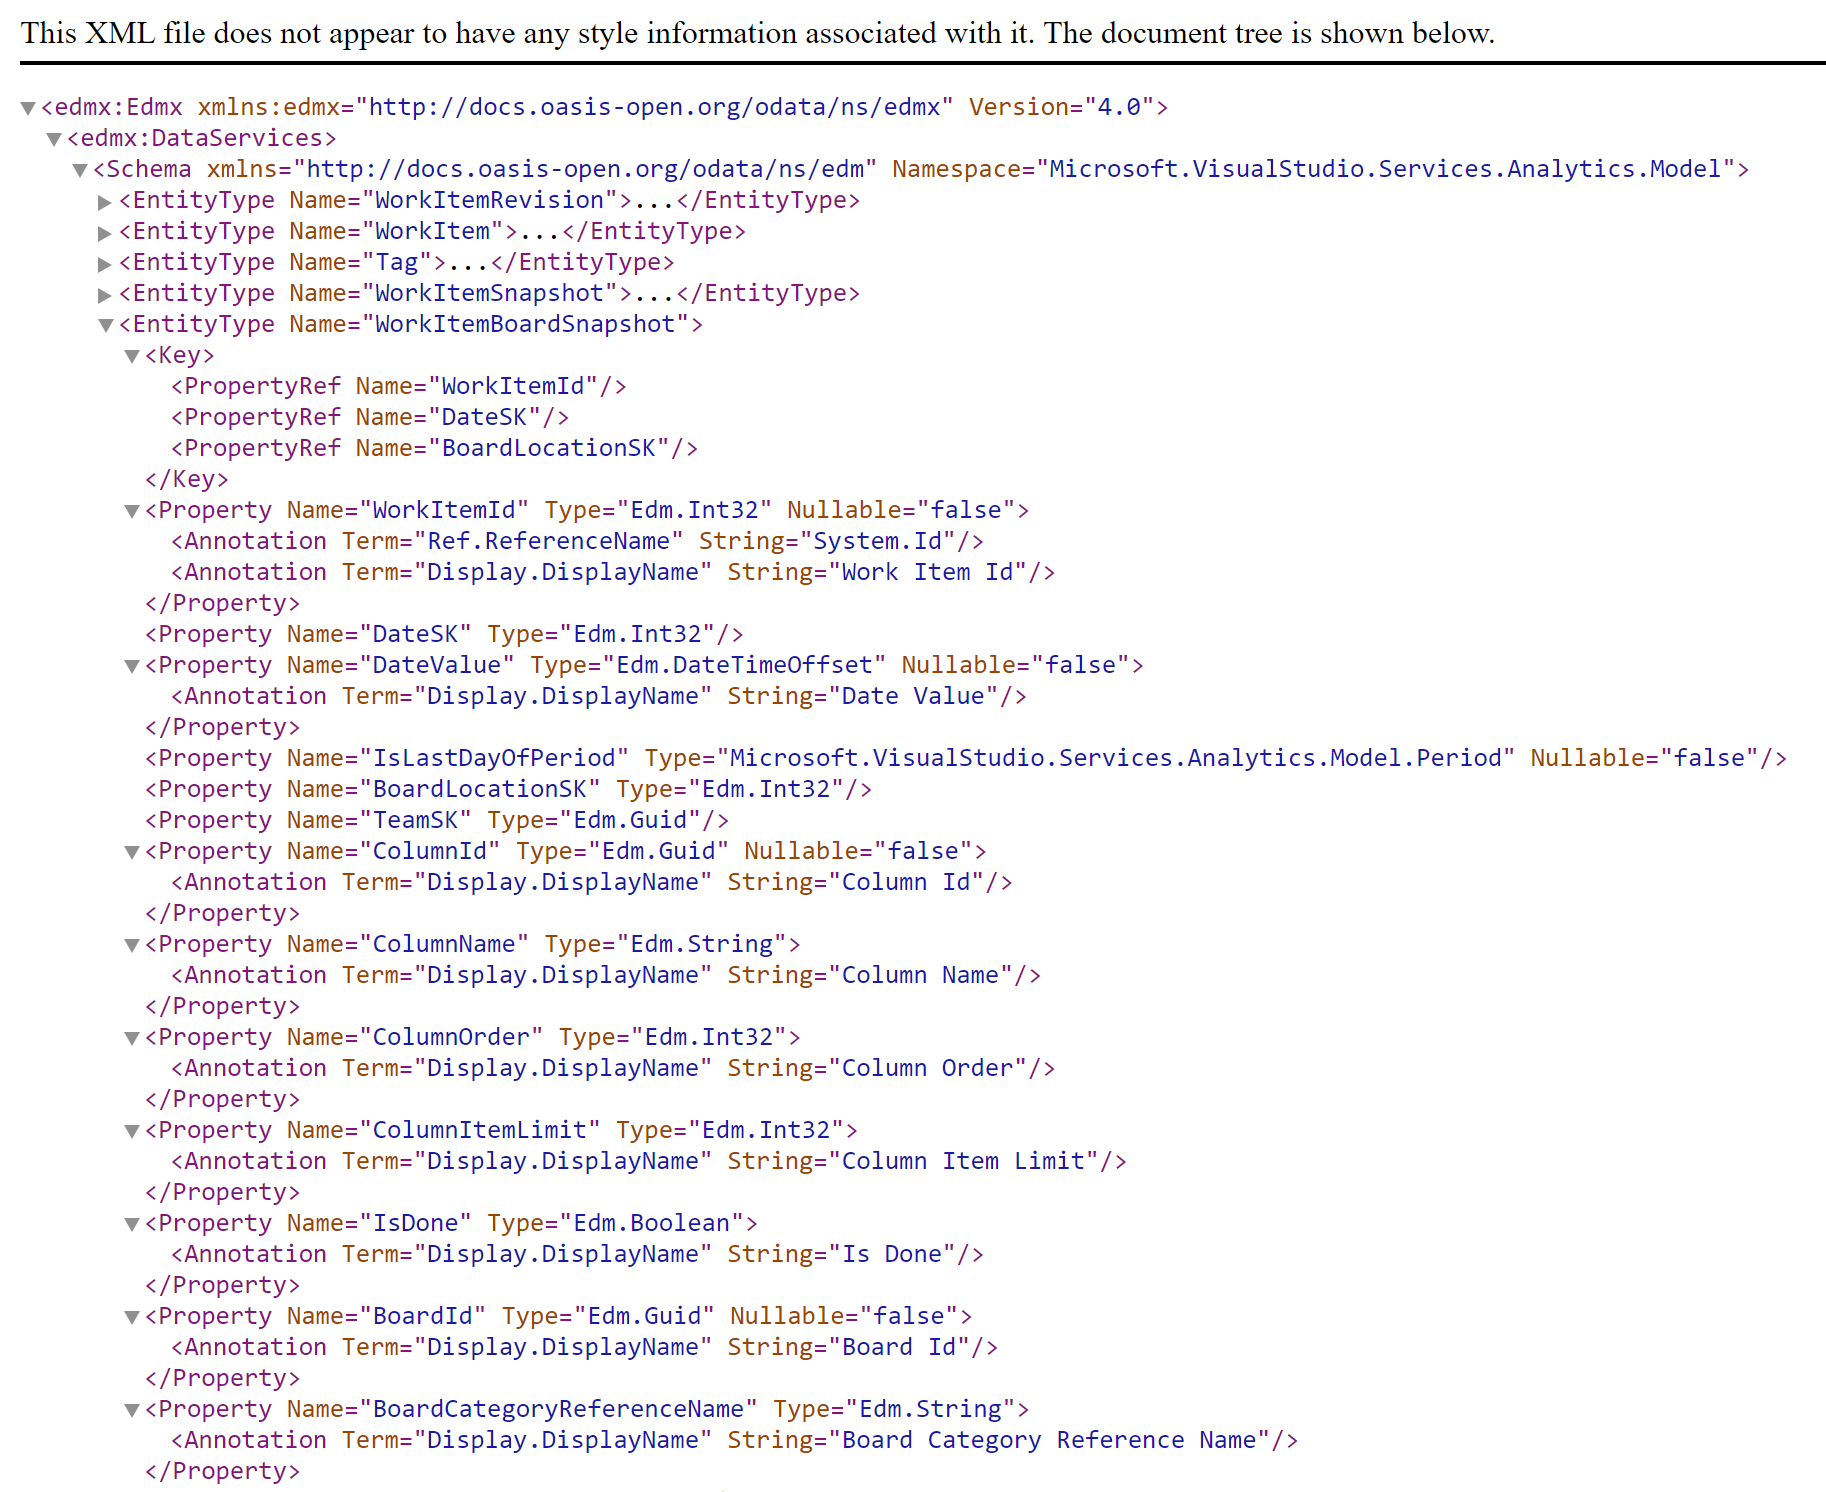 This XML file does not appear to have any style information associated with it. The document tree is shown below.
▼<edmx:Edmx xmlns:edmx="http://docs.oasis-open.org/odata/ns/edmx" Version="4.0">
▼<edmx:DataServices>
▼<Schema xmlns="http://docs.oasis-open.org/odata/ns/edm" Namespace="Microsoft.VisualStudio.Services.Analytics.Model">
▶<EntityType Name="WorkItemRevision">...</EntityType>
▶<EntityType Name="WorkItem">...</EntityType>
▶<EntityType Name="Tag">...</EntityType>
▶<EntityType Name="WorkItemSnapshot">...</EntityType>
▼<EntityType Name="WorkItemBoardSnapshot">
▼<Key>
<PropertyRef Name="WorkItemId"/>
<PropertyRef Name="DateSK"/>
<PropertyRef Name="BoardLocationSK"/>
</Key>
▼<Property Name="WorkItemId" Type="Edm.Int32" Nullable="false">
<Annotation Term="Ref.ReferenceName" String="System.Id"/>
<Annotation Term="Display.DisplayName" String="Work Item Id"/>
</Property>
<Property Name="DateSK" Type="Edm.Int32"/>
▼<Property Name="DateValue" Type="Edm.DateTimeOffset" Nullable="false">
<Annotation Term="Display.DisplayName" String="Date Value"/>
</Property>
<Property Name="IsLastDayOfPeriod" Type="Microsoft.VisualStudio.Services.Analytics.Model.Period" Nullable="false"/>
<Property Name="BoardLocationSK" Type="Edm.Int32"/>
<Property Name="TeamSK" Type="Edm.Guid"/>
▼<Property Name="ColumnId" Type="Edm.Guid" Nullable="false">
<Annotation Term="Display.DisplayName" String="Column Id"/>
</Property>
▼<Property Name="ColumnName" Type="Edm.String">
<Annotation Term="Display.DisplayName" String="Column Name"/>
</Property>
▼<Property Name="ColumnOrder" Type="Edm.Int32">
<Annotation Term="Display.DisplayName" String="Column Order"/>
</Property>
▼<Property Name="ColumnItemLimit" Type="Edm.Int32">
<Annotation Term="Display.DisplayName" String="Column Item Limit"/>
</Property>
▼<Property Name="IsDone" Type="Edm.Boolean">
<Annotation Term="Display.DisplayName" String="Is Done"/>
</Property>
▼<Property Name="BoardId" Type="Edm.Guid" Nullable="false">
<Annotation Term="Display.DisplayName" String="Board Id"/>
</Property>
▼<Property Name="BoardCategoryReferenceName" Type="Edm.String">
<Annotation Term="Display.DisplayName" String="Board Category Reference Name"/>
</Property>